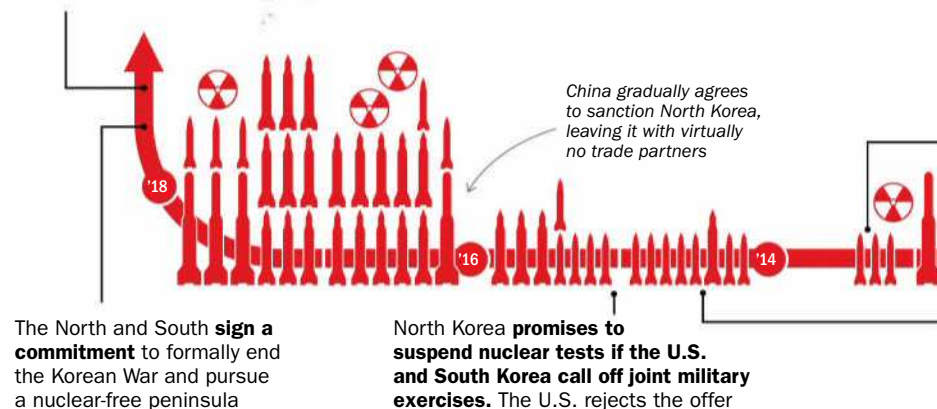 China gradually agrees
to sanction North Korea,
leaving it with virtually
no trade partners
'18
'16
'14
The North and South sign a
commitment to formally end
the Korean War and pursue
a nuclear-free peninsula
North Korea promises to
suspend nuclear tests if the U.S.
and South Korea call off joint military
exercises. The U.S. rejects the offer